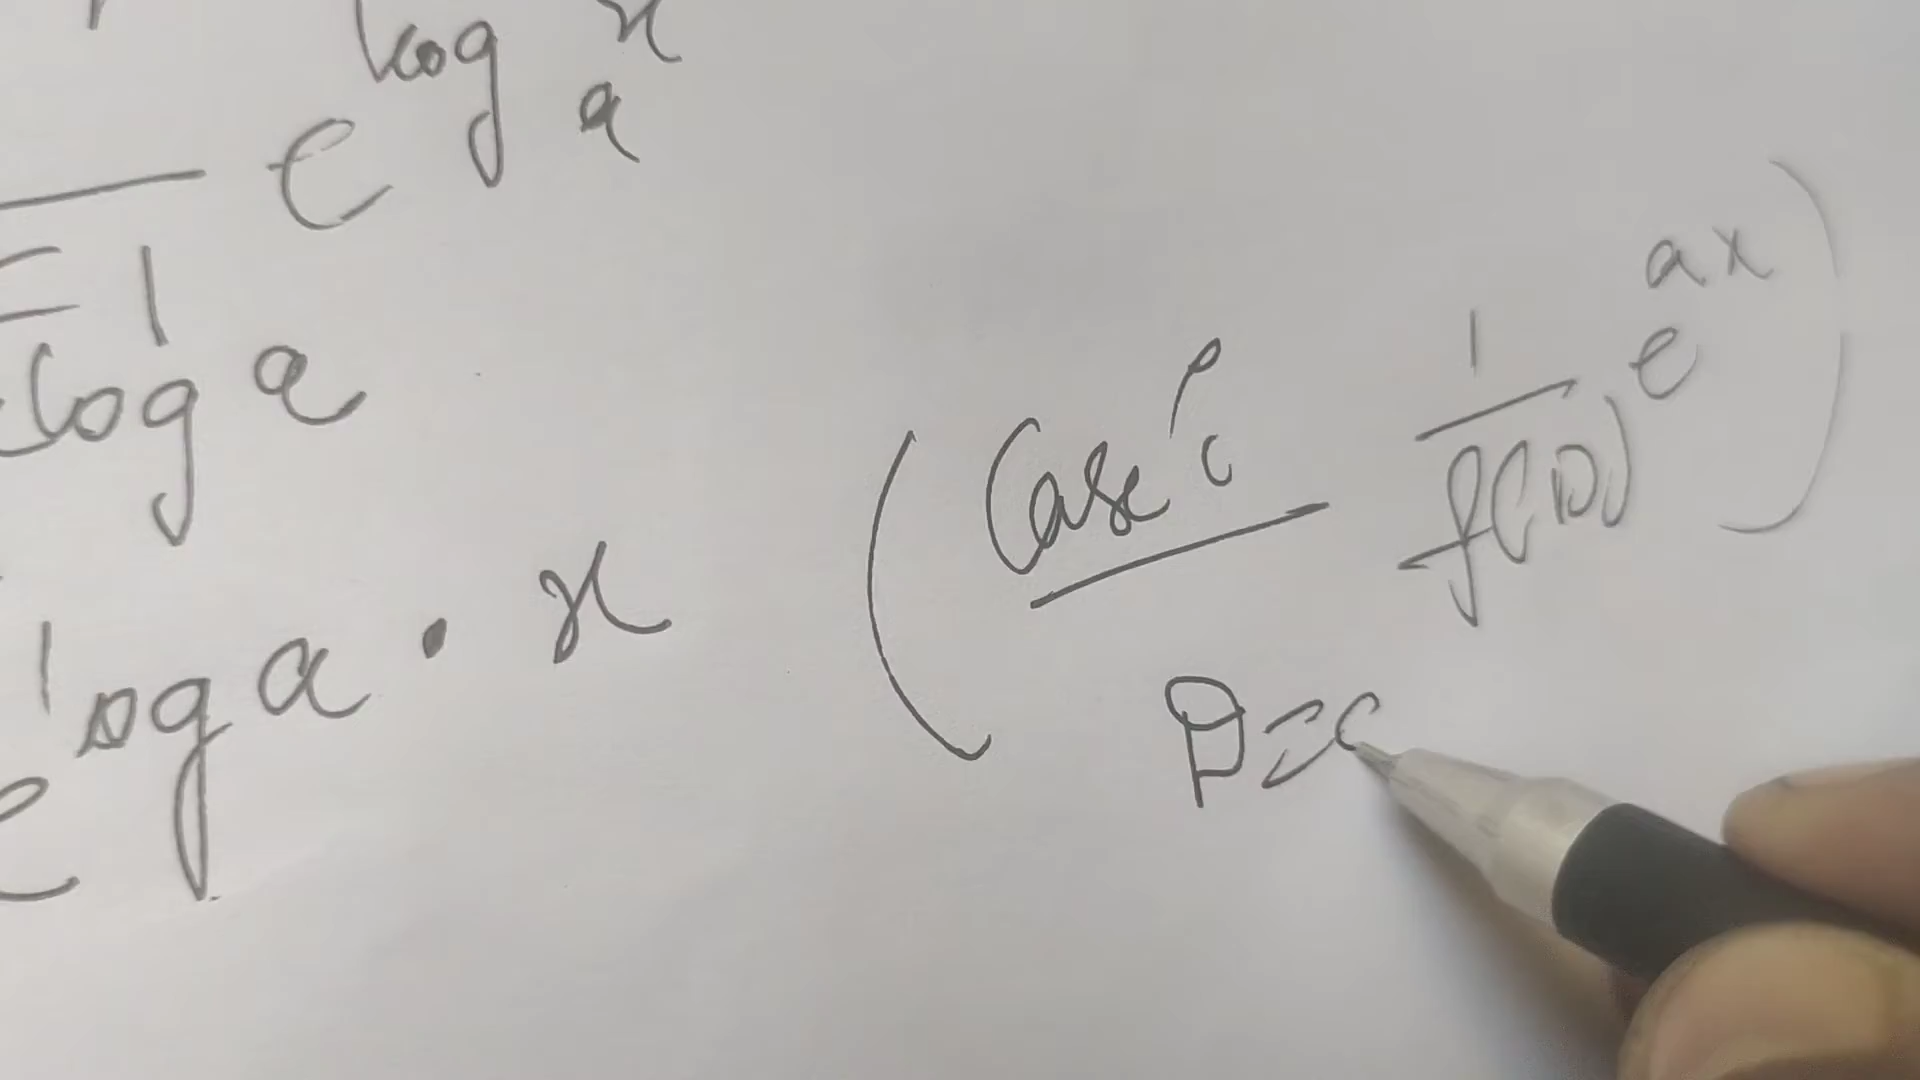 e^{log a^x}
= 1
log a
e^{log a · x}
(Case i 1/f(D) e^{ax})
D = a